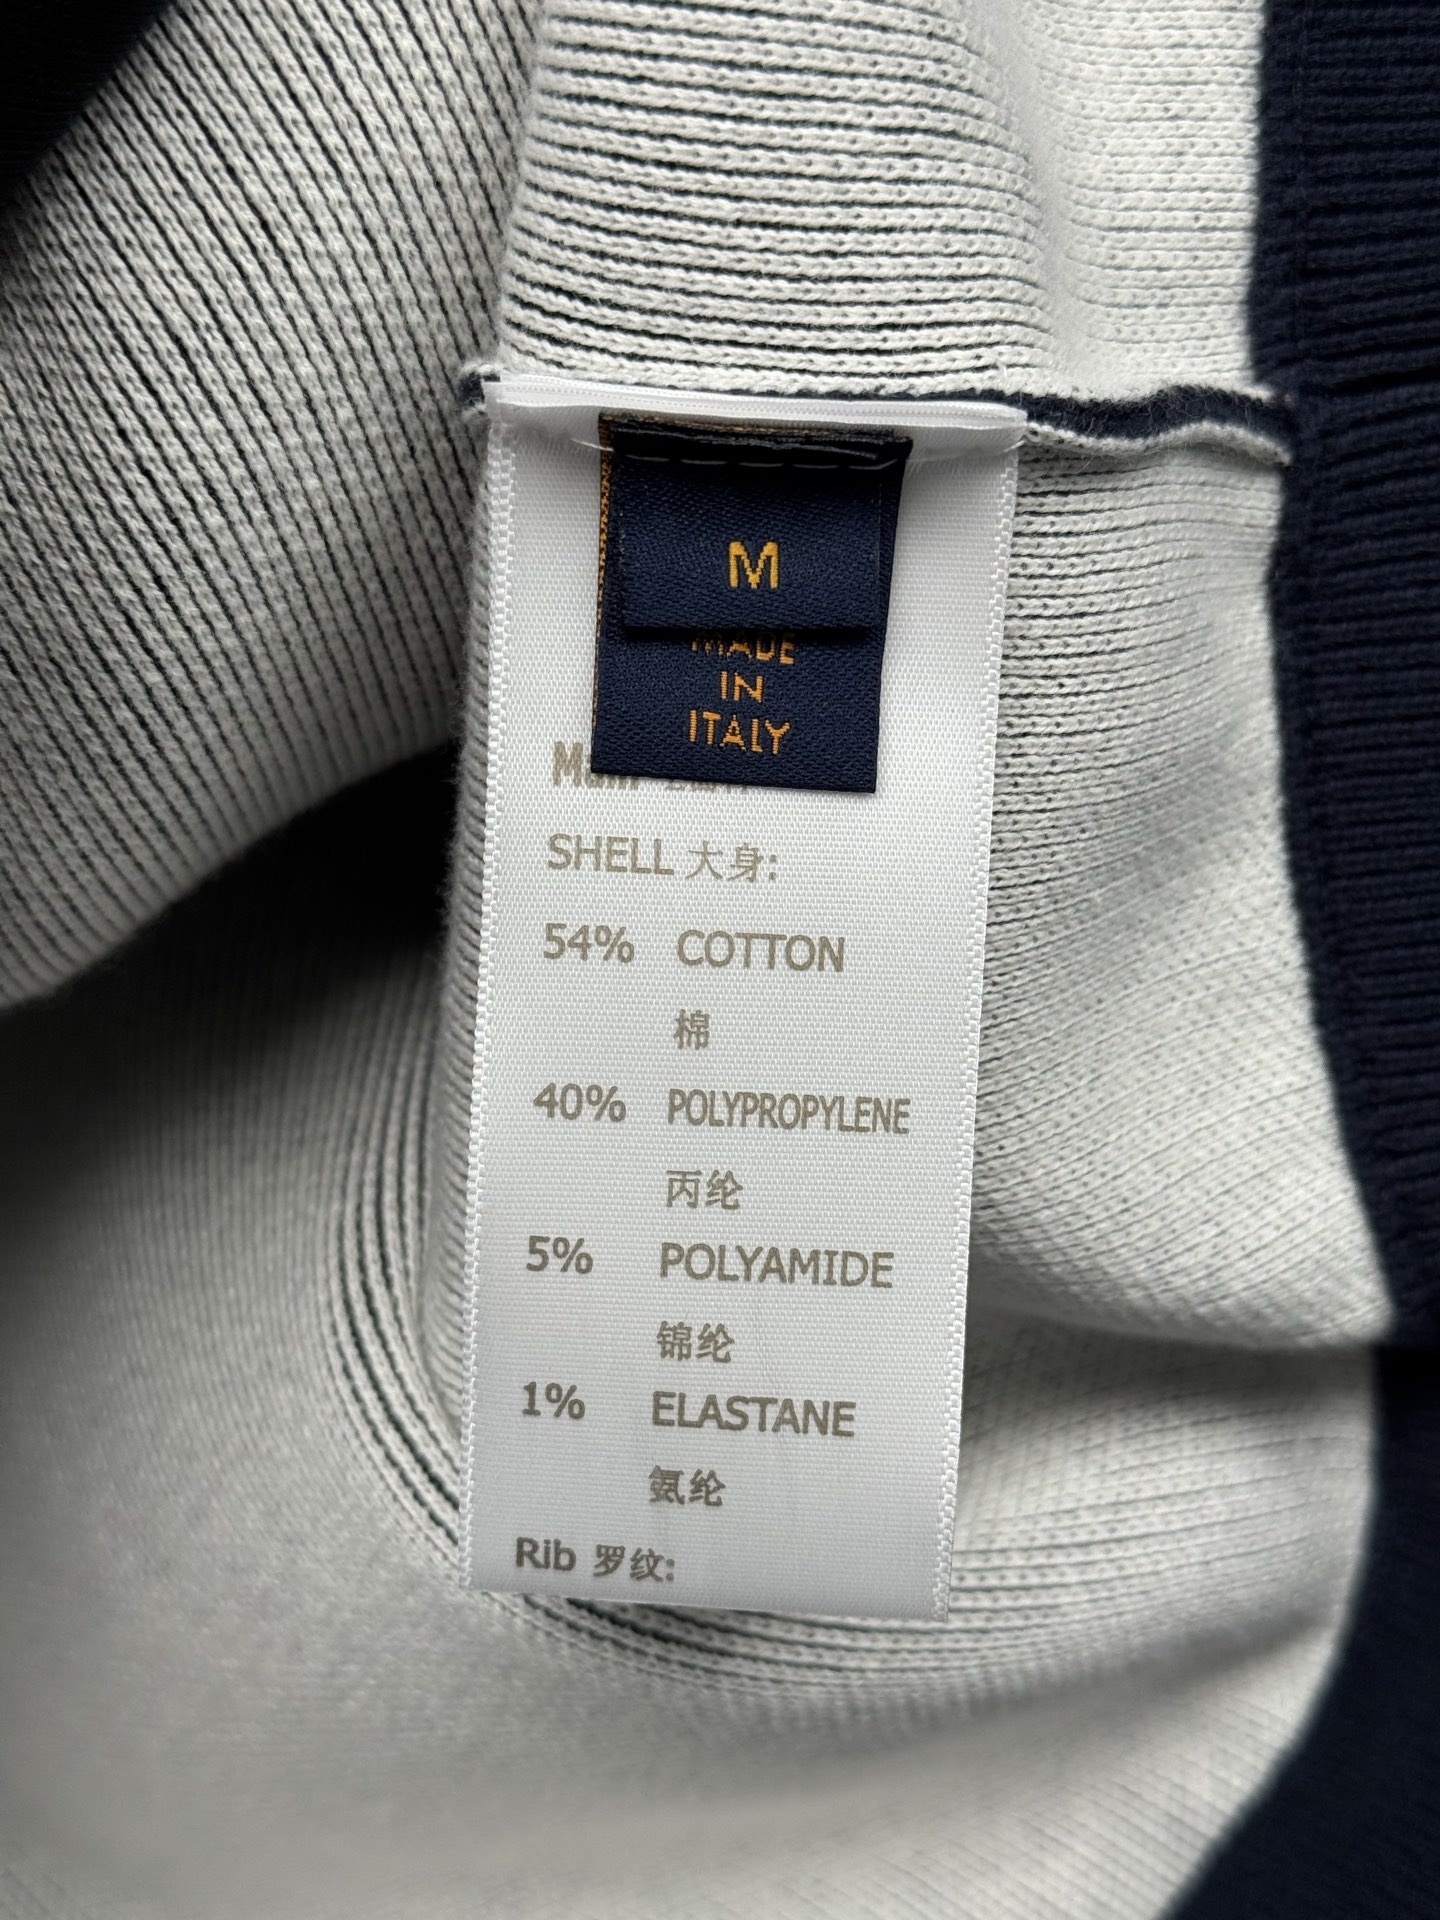 M
MADE
IN
ITALY
SHELL 大身:
54% COTTON
棉
40% POLYPROPYLENE
丙纶
5% POLYAMIDE
锦纶
1% ELASTANE
氨纶
Rib 罗纹: